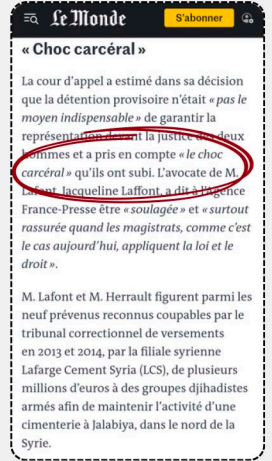 Le Monde
S'abonner
« Choc carcéral »
La cour d'appel a estimé dans sa décision
que la détention provisoire n'était « pas le
moyen indispensable » de garantir la
représentation devant la justice des deux
hommes et a pris en compte « le choc
carcéral » qu'ils ont subi. L'avocate de M.
Lafont, Jacqueline Laffont, a dit à l'Agence
France-Presse être « soulagée » et « surtout
rassurée quand les magistrats, comme c'est
le cas aujourd'hui, appliquent la loi et le
droit ».
M. Lafont et M. Herrault figurent parmi les
neuf prévenus reconnus coupables par le
tribunal correctionnel de versements
en 2013 et 2014, par la filiale syrienne
Lafarge Cement Syria (LCS), de plusieurs
millions d'euros à des groupes djihadistes
armés afin de maintenir l'activité d'une
cimenterie à Jalabiya, dans le nord de la
Syrie.